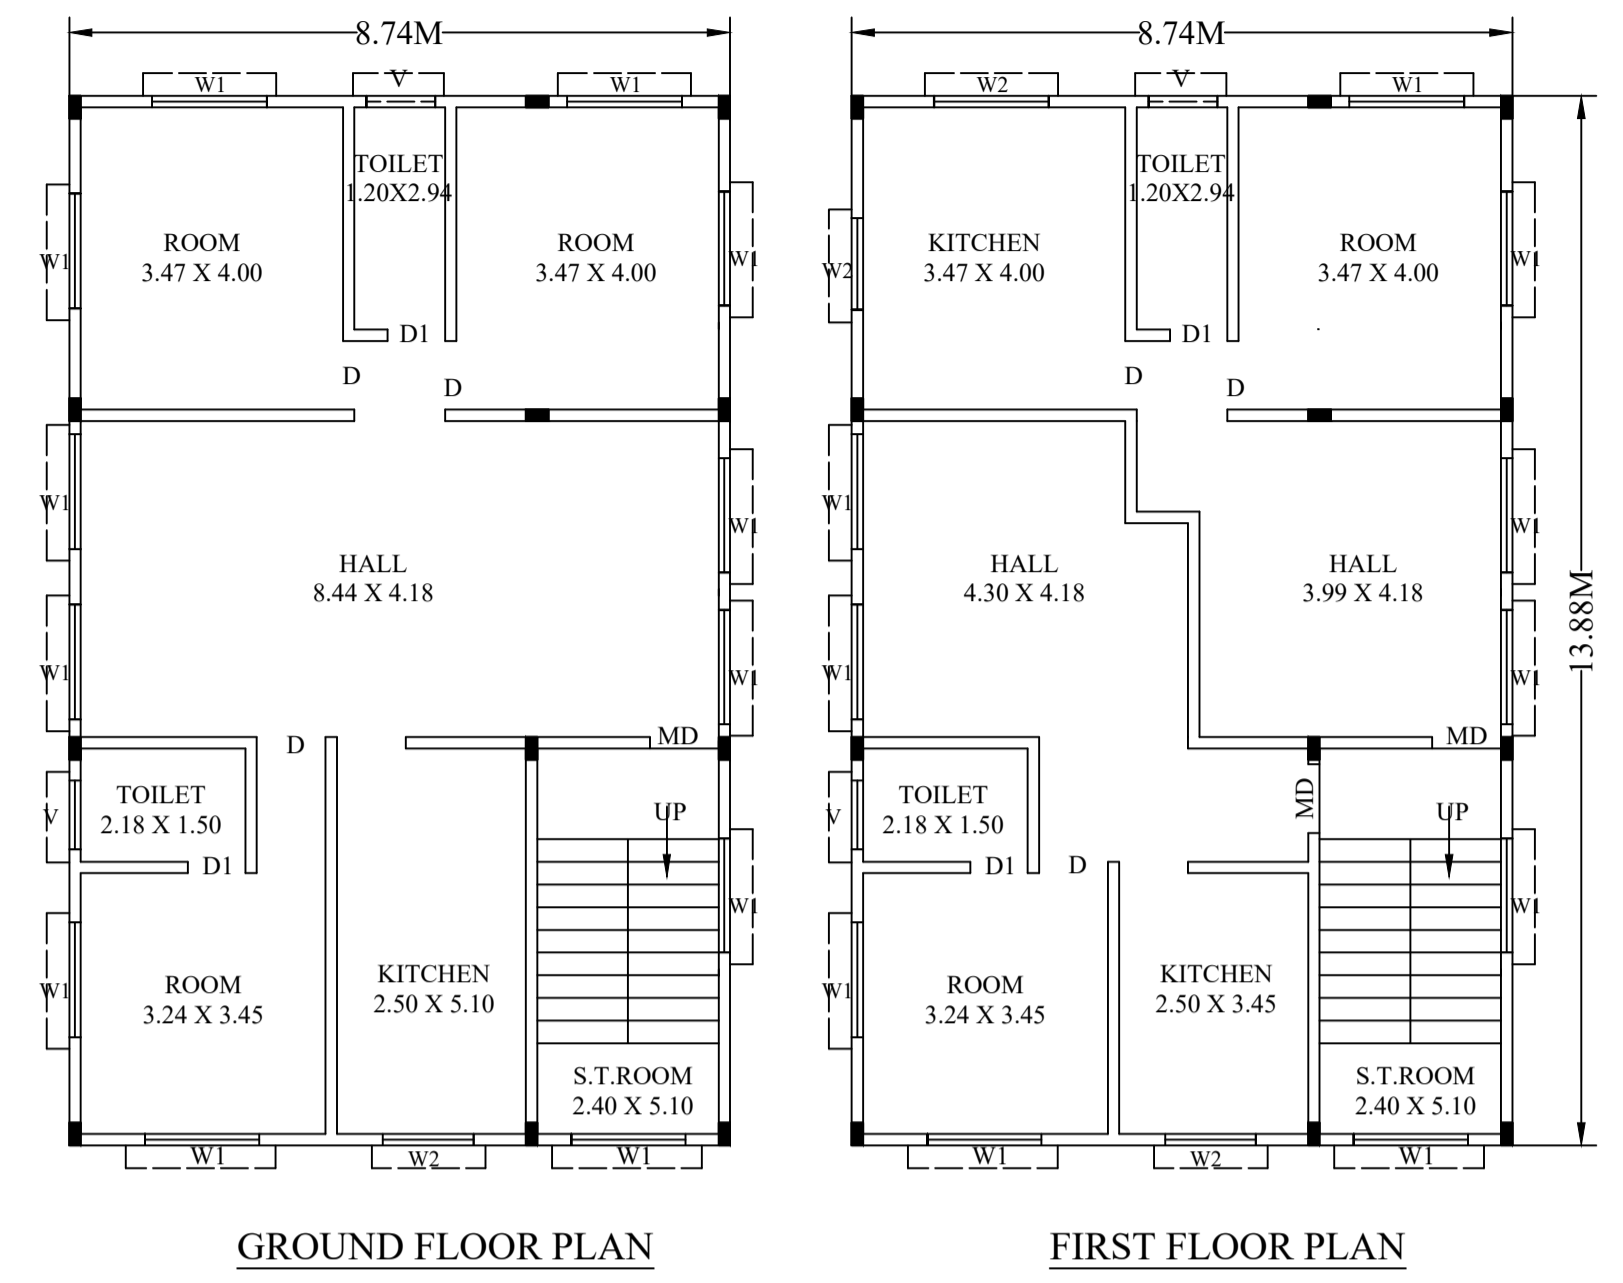 8.74M
W1
V
W1
TOILET
1.20X2.94
ROOM
3.47 X 4.00
ROOM
3.47 X 4.00
W1
W1
D1
D
D
W1
W1
HALL
8.44 X 4.18
W1
W1
D
MD
TOILET
2.18 X 1.50
V
UP
D1
W1
ROOM
3.24 X 3.45
KITCHEN
2.50 X 5.10
W1
S.T.ROOM
2.40 X 5.10
W1
W2
W1
GROUND FLOOR PLAN
8.74M
W2
V
W1
TOILET
1.20X2.94
KITCHEN
3.47 X 4.00
ROOM
3.47 X 4.00
W2
W1
D1
D
D
W1
W1
HALL
4.30 X 4.18
HALL
3.99 X 4.18
13.88M
W1
W1
MD
MD
TOILET
2.18 X 1.50
V
UP
D1
D
W1
ROOM
3.24 X 3.45
KITCHEN
2.50 X 3.45
W1
S.T.ROOM
2.40 X 5.10
W1
W2
W1
FIRST FLOOR PLAN